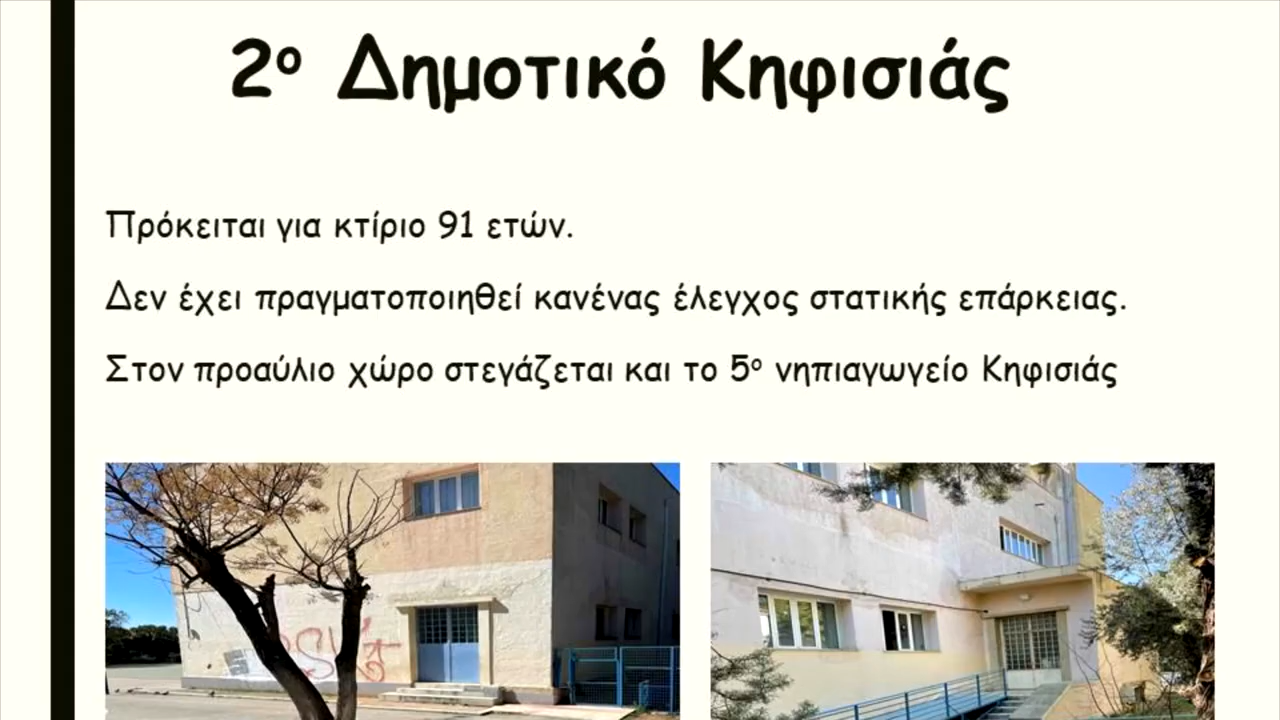 2ο Δημοτικό Κηφισιάς
Πρόκειται για κτίριο 91 ετών.
Δεν έχει πραγματοποιηθεί κανένας έλεγχος στατικής επάρκειας.
Στον προαύλιο χώρο στεγάζεται και το 5ο νηπιαγωγείο Κηφισιάς